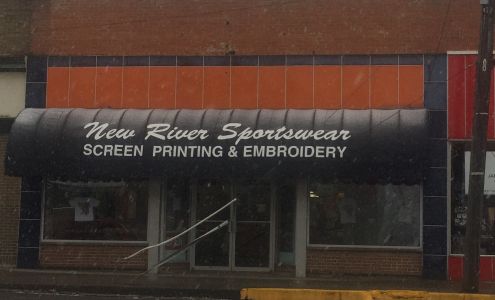 New River Sportswear
SCREEN PRINTING & EMBROIDERY